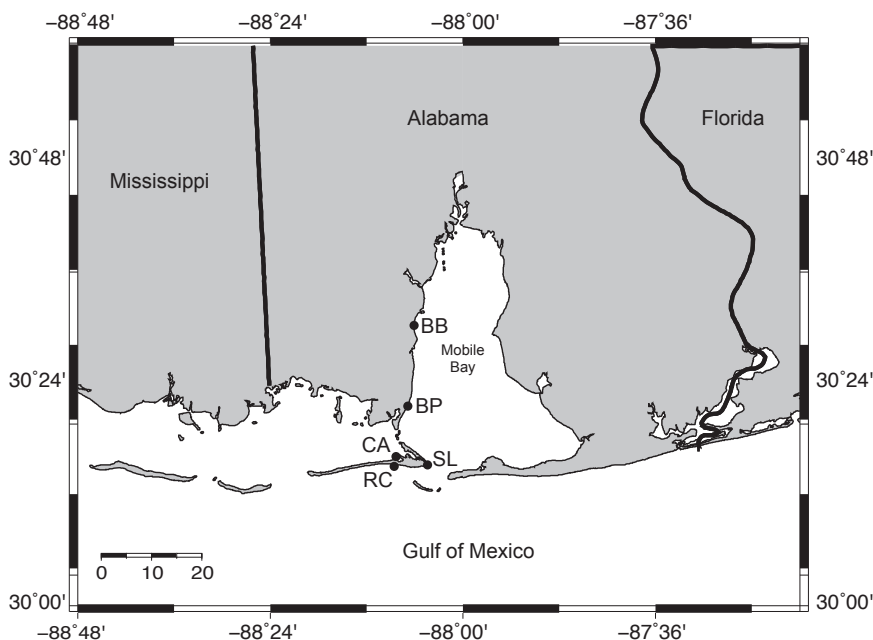 −88˚48' −88˚24' −88˚00' −87˚36'
Alabama Florida
30˚48' 30˚48'
Mississippi
BB
Mobile
Bay
30˚24' 30˚24'
BP
CA SL
RC
Gulf of Mexico
0 10 20
30˚00' 30˚00'
−88˚48' −88˚24' −88˚00' −87˚36'